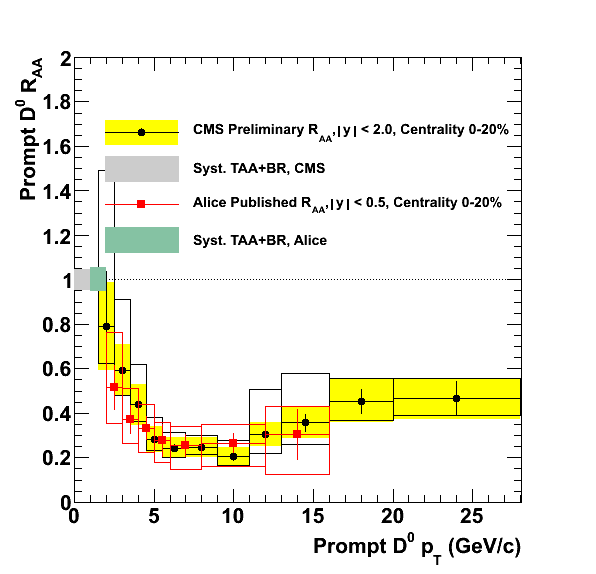 Prompt D⁰ R_AA
2
1.8
1.6
1.4
1.2
1
0.8
0.6
0.4
0.2
0
CMS Preliminary R_AA,|y| < 2.0, Centrality 0-20%
Syst. TAA+BR, CMS
Alice Published R_AA,|y| < 0.5, Centrality 0-20%
Syst. TAA+BR, Alice
0 5 10 15 20 25
Prompt D⁰ p_T (GeV/c)